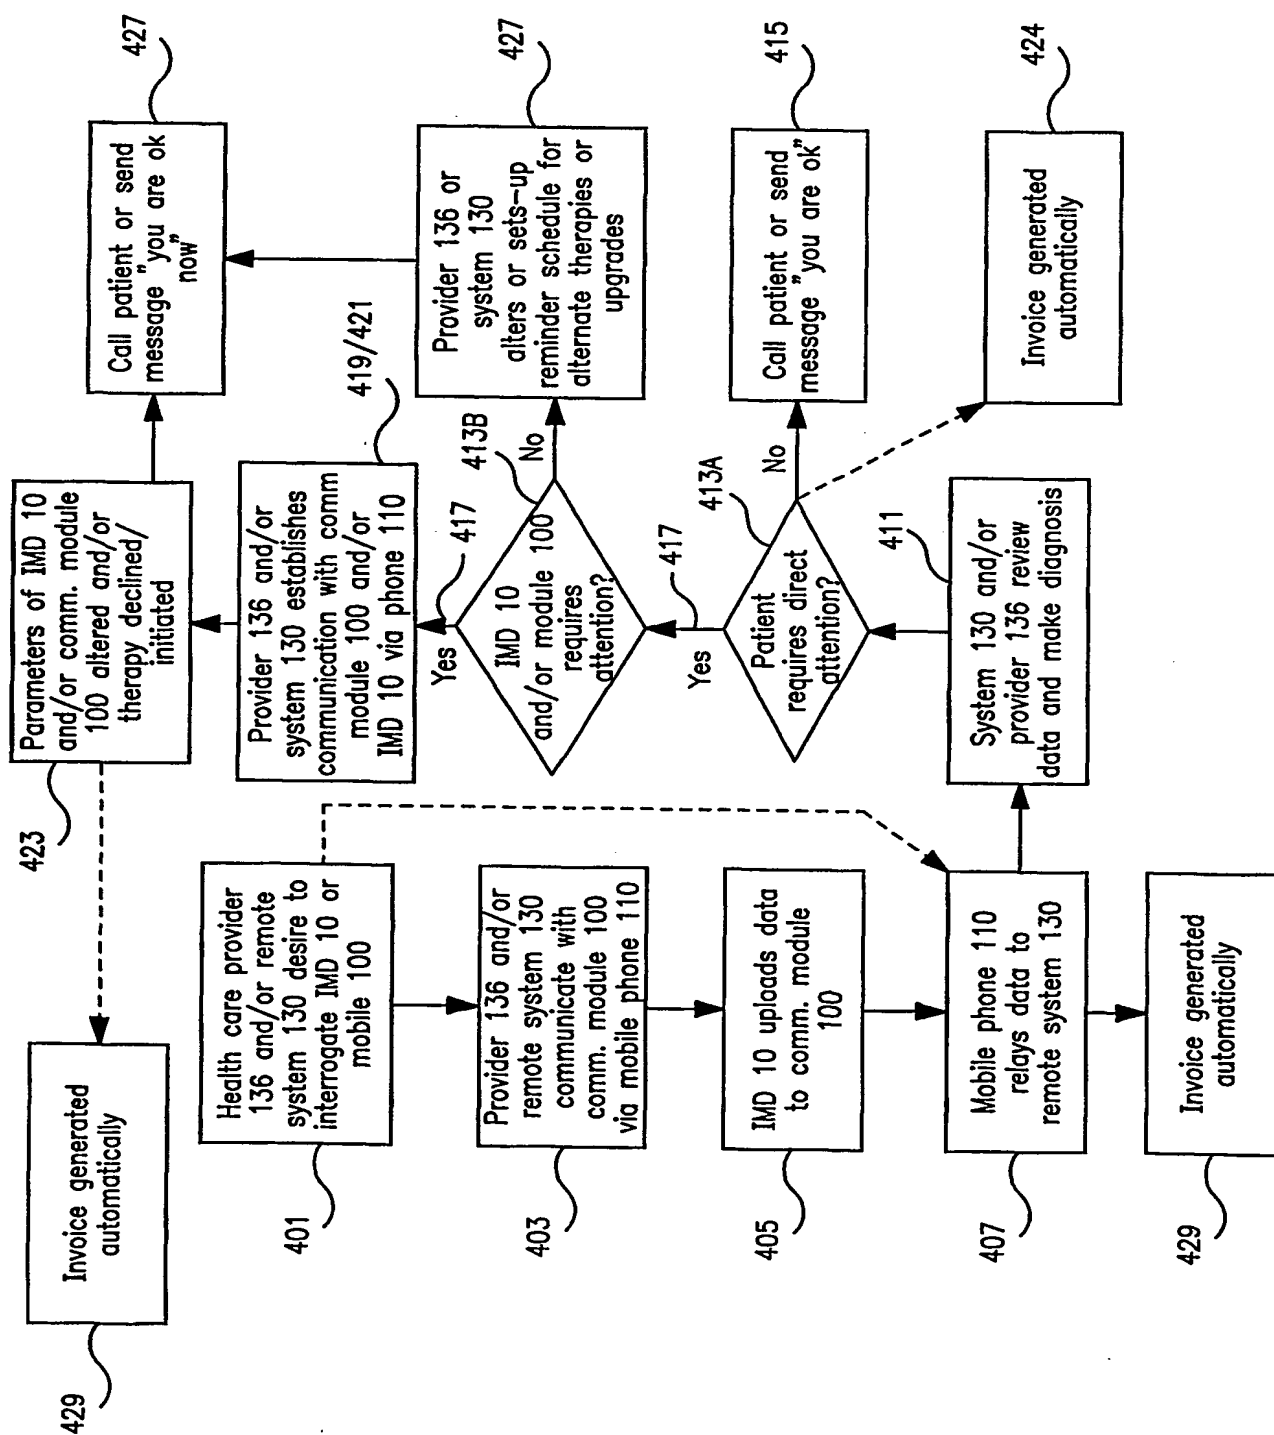 Invoice generated
automatically
429
Parameters of IMD 10
and/or comm. module
100 altered and/or
therapy declined/
initiated
423
Call patient or send
message "you are ok
now"
427
Health care provider
136 and/or remote
system 130 desire to
interrogate IMD 10 or
mobile 100
401
Provider 136 and/or
system 130 establishes
communication with comm
module 100 and/or
IMD 10 via phone 110
419/421
Yes
417
Provider 136 and/or
remote system 130
communicate with
comm. module 100
via mobile phone 110
403
IMD 10
and/or module 100
requires
attention?
413B
No
Provider 136 or
system 130
alters or sets-up
reminder schedule for
alternate therapies or
upgrades
427
Yes
417
IMD 10 uploads data
to comm. module
100
405
Patient
requires direct
attention?
413A
No
Call patient or send
message "you are ok"
415
Mobile phone 110
relays data to
remote system 130
407
System 130 and/or
provider 136 review
data and make diagnosis
411
Invoice generated
automatically
424
Invoice generated
automatically
429